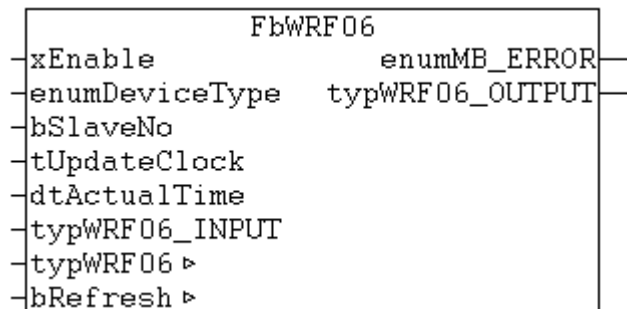 FbWRF06
xEnable enumMB_ERROR
enumDeviceType typWRF06_OUTPUT
bSlaveNo
tUpdateClock
dtActualTime
typWRF06_INPUT
typWRF06 ▹
bRefresh ▹